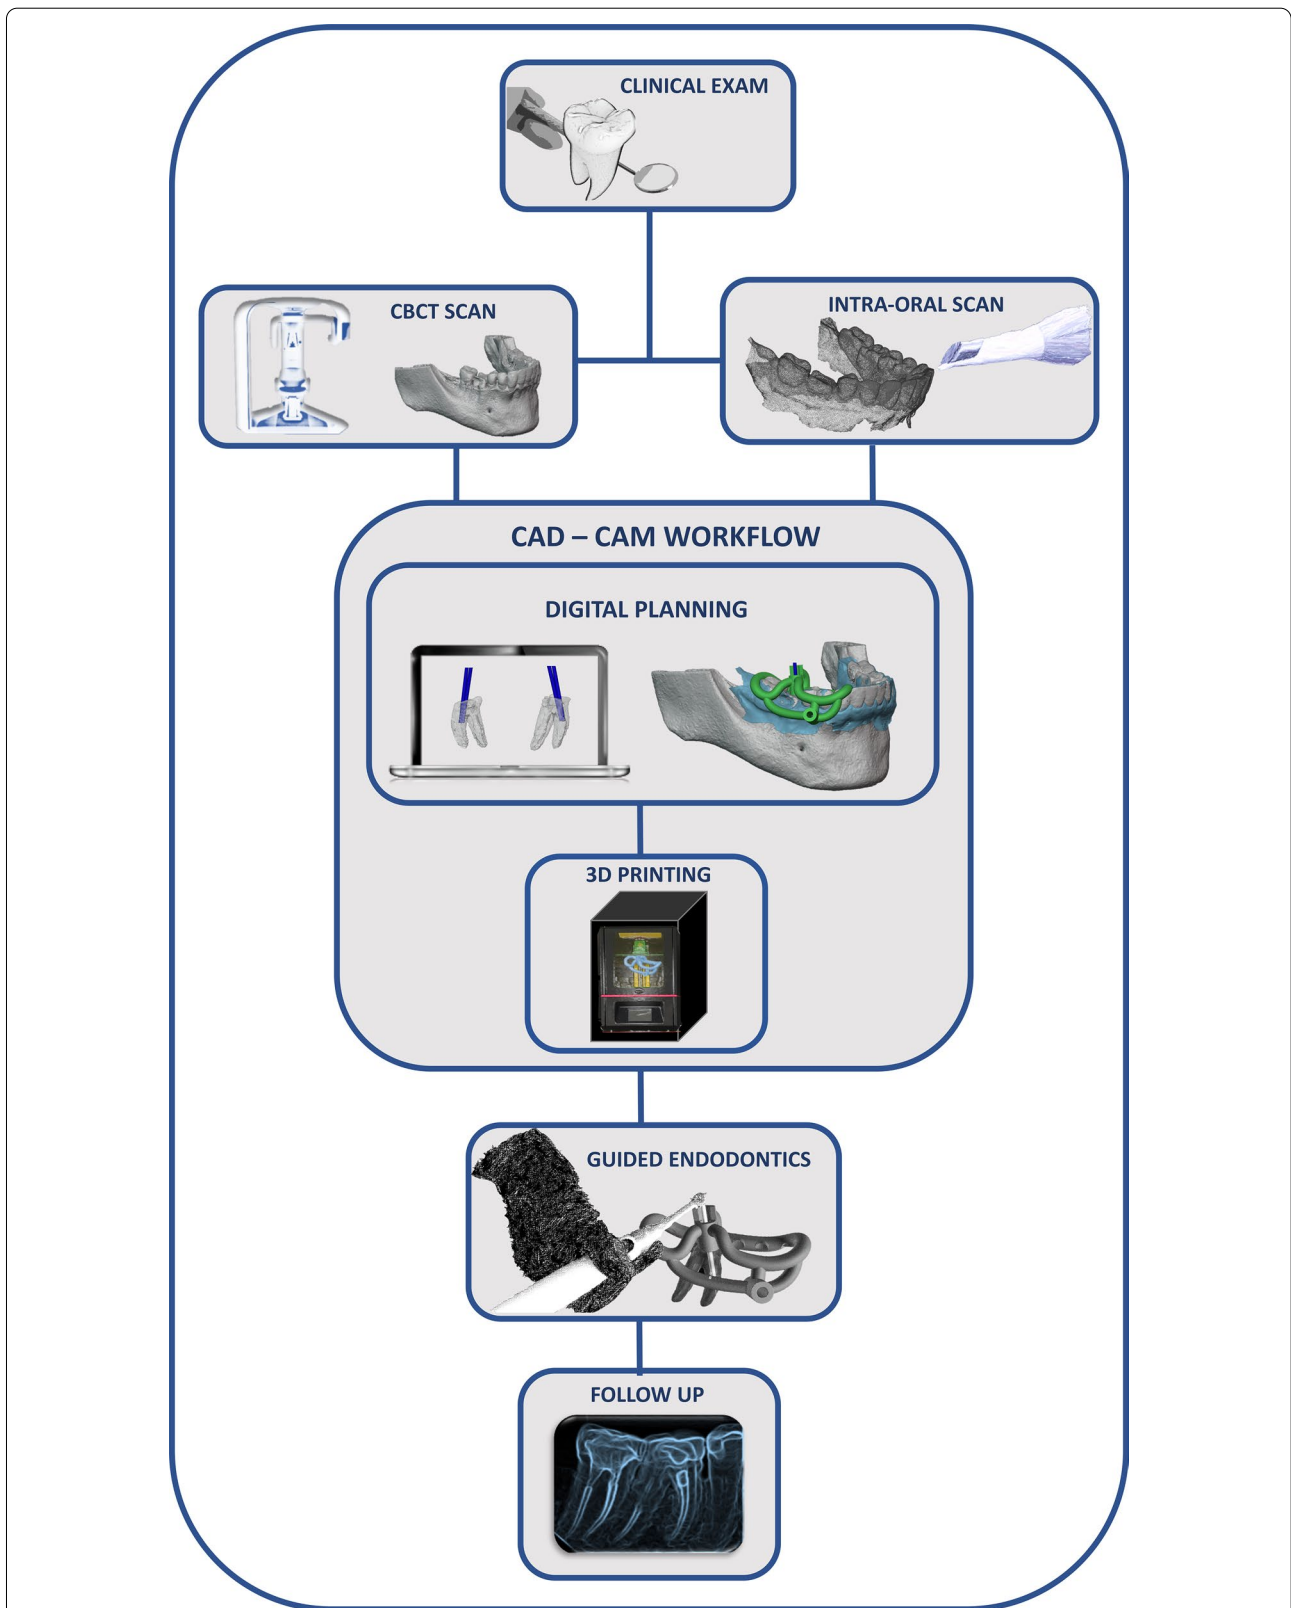 CLINICAL EXAM
CBCT SCAN
INTRA-ORAL SCAN
CAD – CAM WORKFLOW
DIGITAL PLANNING
3D PRINTING
GUIDED ENDODONTICS
FOLLOW UP